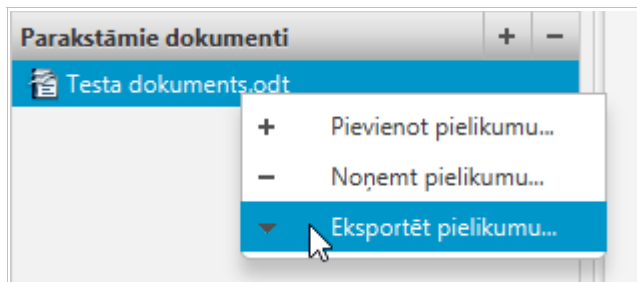 Parakstāmie dokumenti + −
Testa dokuments.odt
+ Pievienot pielikumu...
− Noņemt pielikumu...
Eksportēt pielikumu...